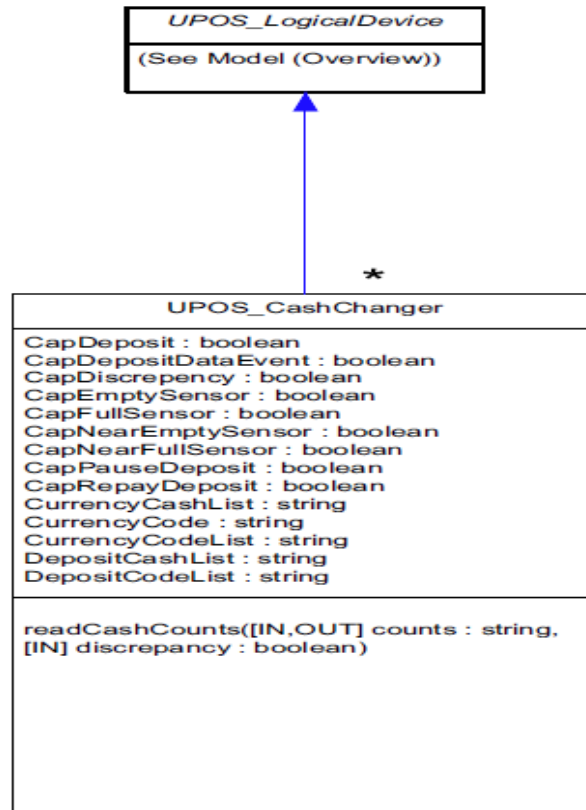 UPOS_LogicalDevice
(See Model (Overview))
*
UPOS_CashChanger
CapDeposit : boolean
CapDepositDataEvent : boolean
CapDiscrepency : boolean
CapEmptySensor : boolean
CapFullSensor : boolean
CapNearEmptySensor : boolean
CapNearFullSensor : boolean
CapPauseDeposit : boolean
CapRepayDeposit : boolean
CurrencyCashList : string
CurrencyCode : string
CurrencyCodeList : string
DepositCashList : string
DepositCodeList : string
readCashCounts([IN,OUT] counts : string,
[IN] discrepancy : boolean)